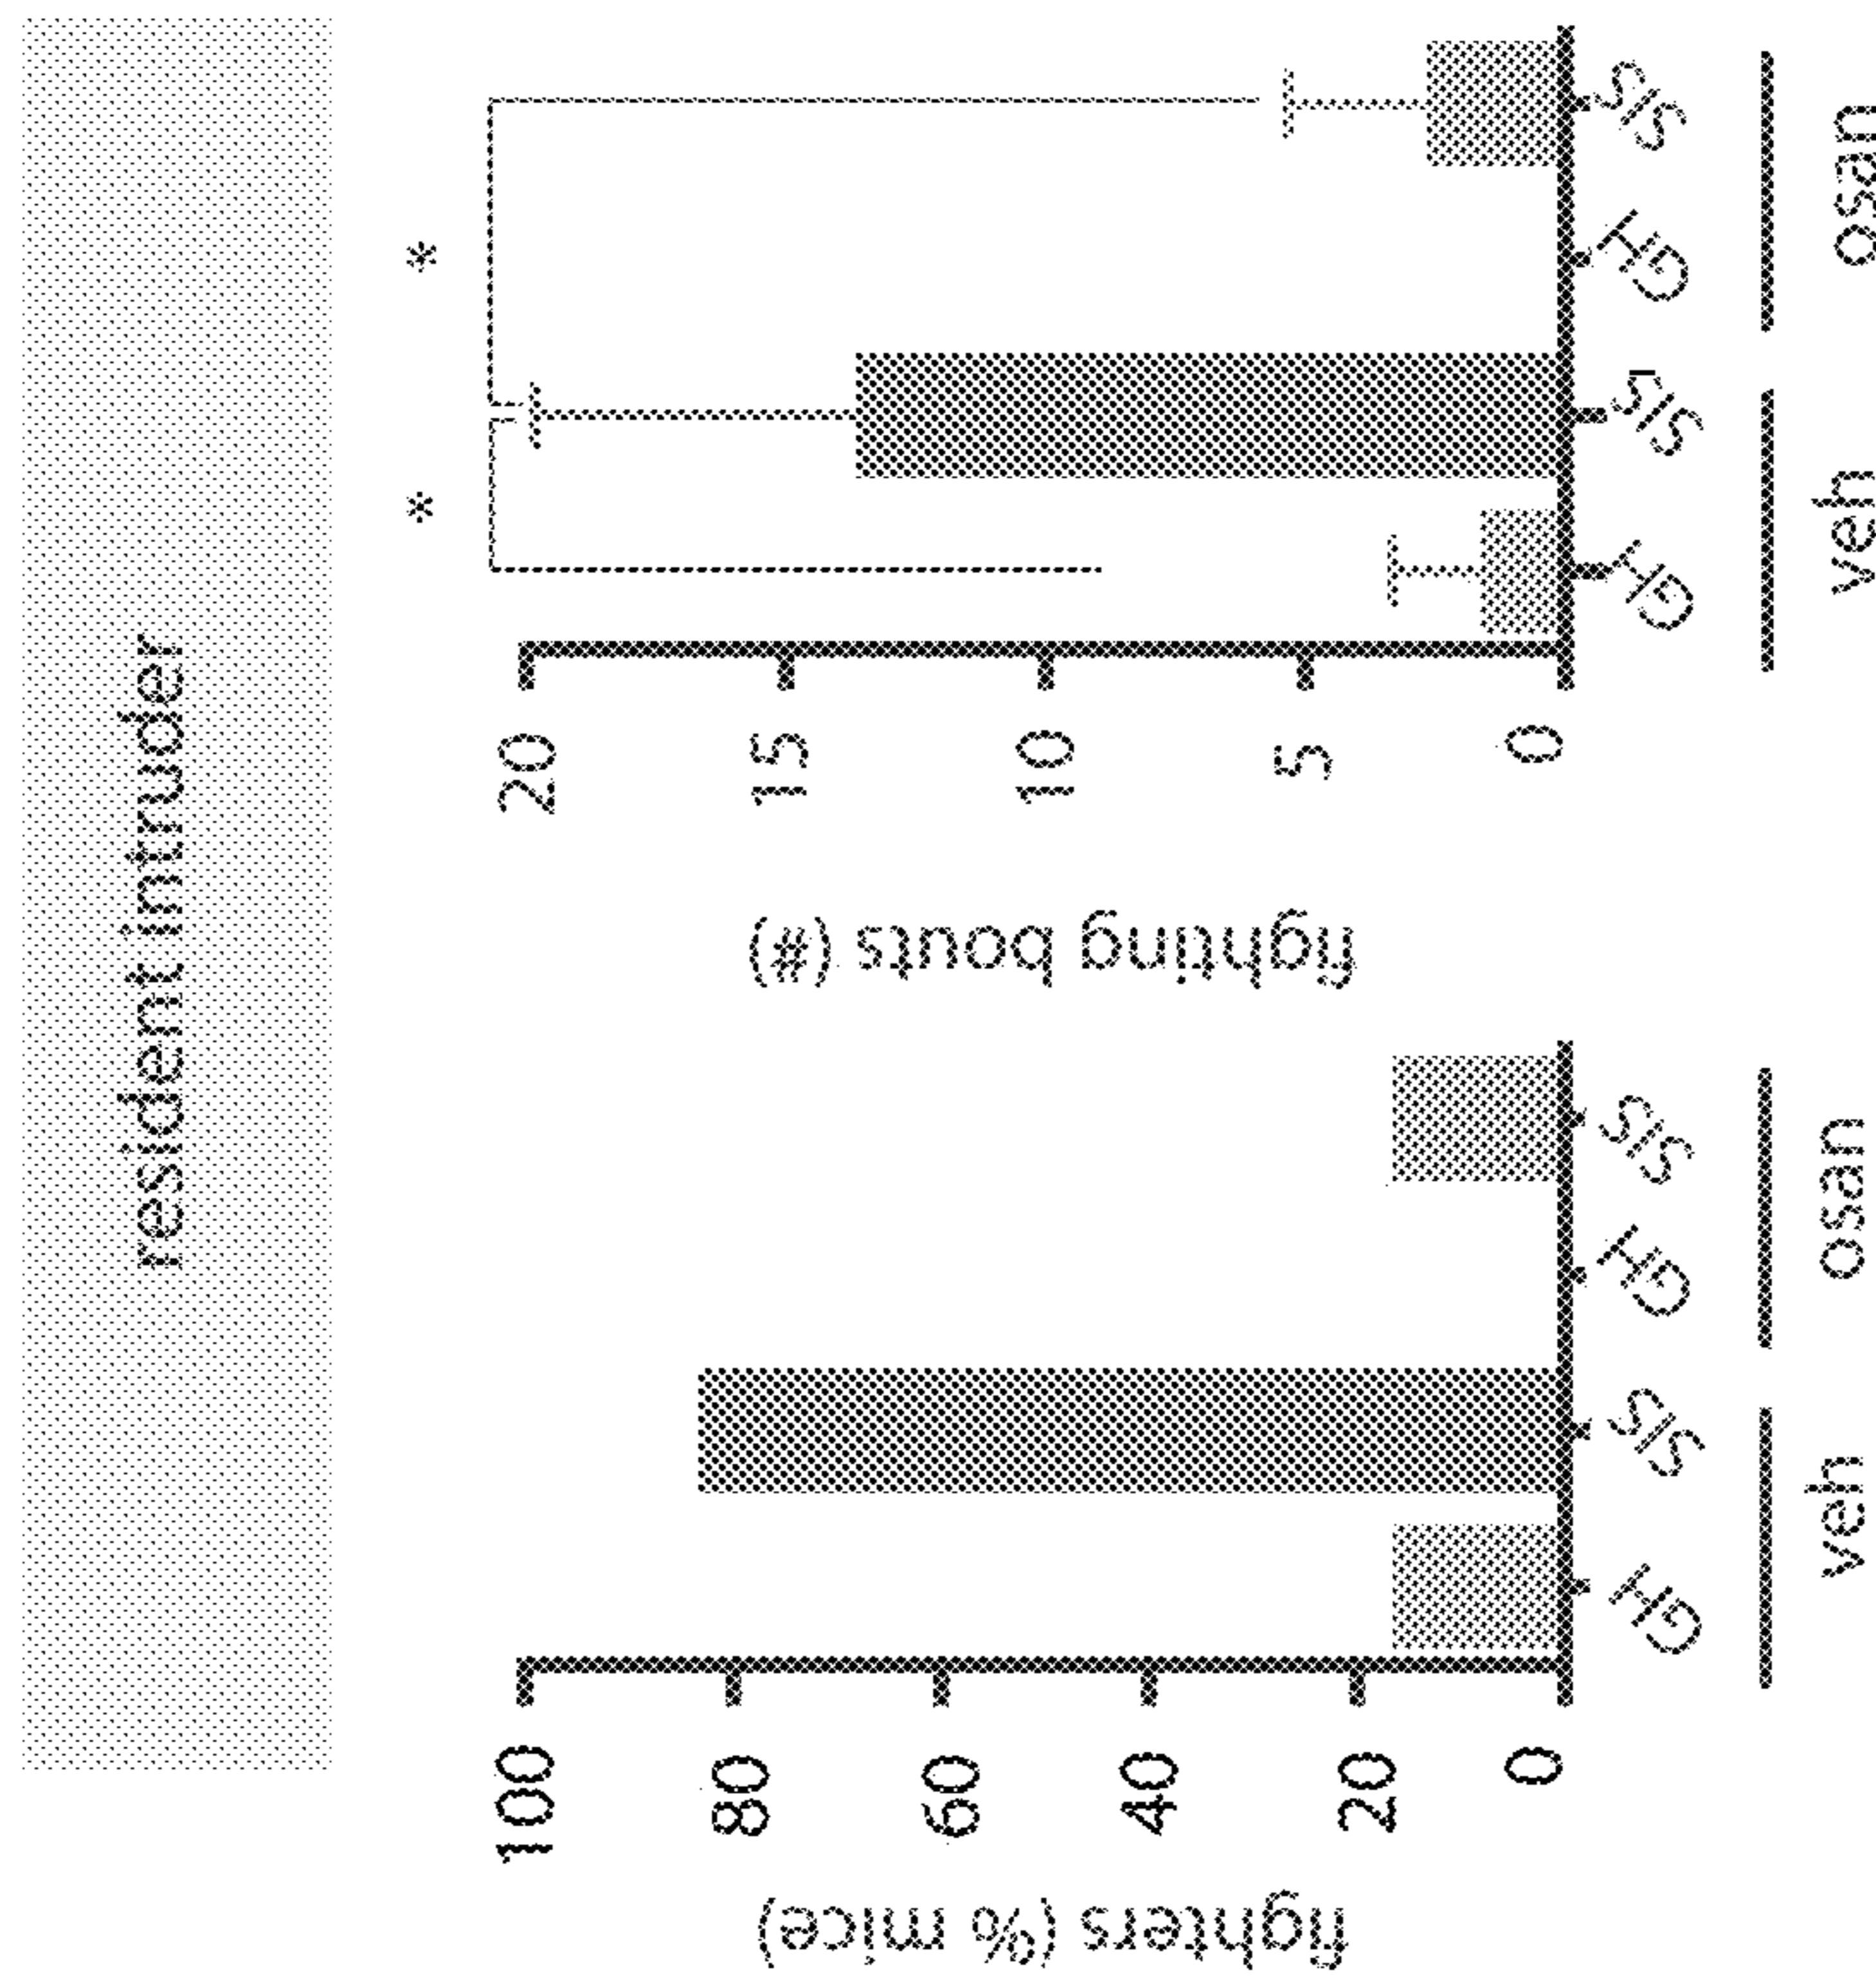 resident intruder
fighters (% mice)
100
80
60
40
20
0
GH SIS GH SIS
veh osan
fighting bouts (#)
20
15
10
5
0
* *
GH SIS GH SIS
veh osan